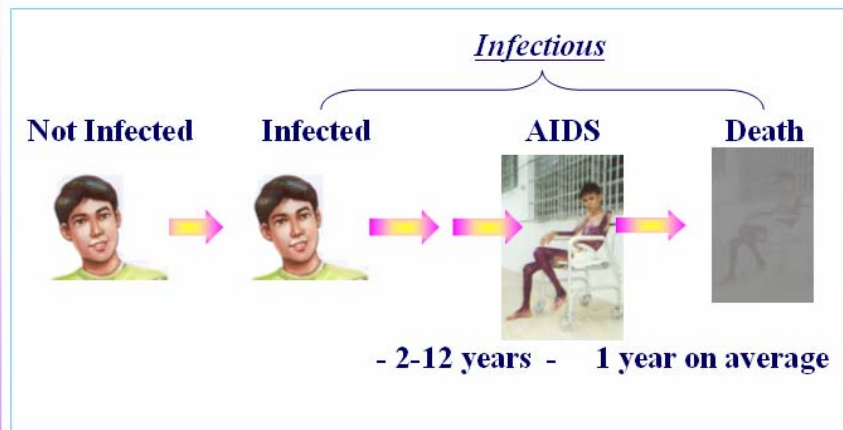 Infectious
Not Infected Infected AIDS Death
- 2-12 years - 1 year on average